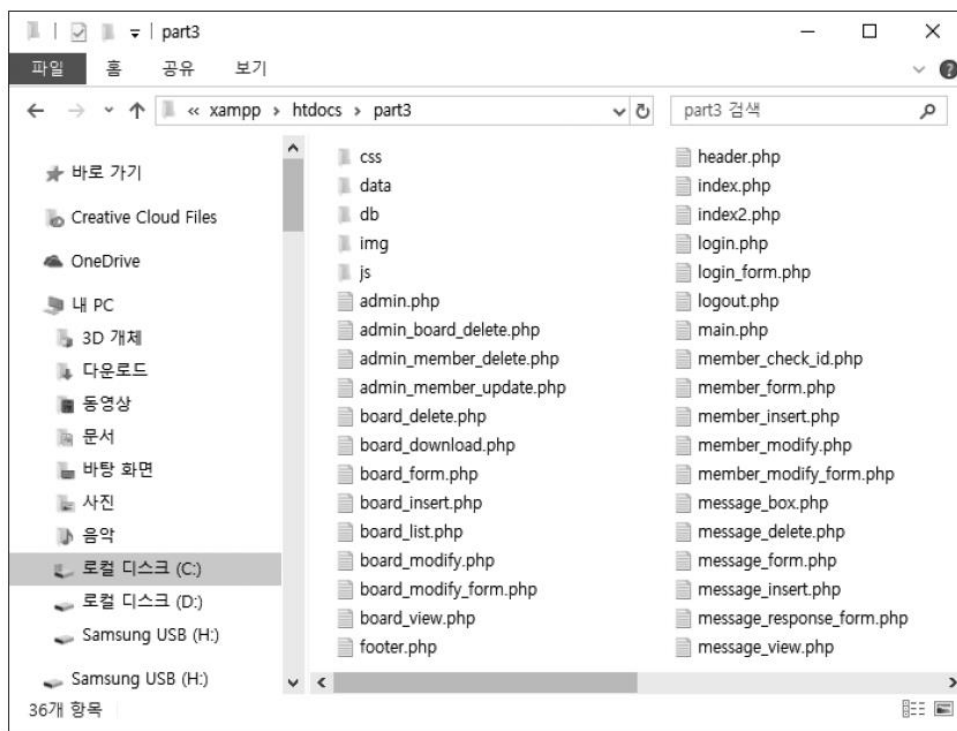 part3
파일 홈 공유 보기
« xampp > htdocs > part3
part3 검색
바로 가기
Creative Cloud Files
OneDrive
내 PC
3D 개체
다운로드
동영상
문서
바탕 화면
사진
음악
로컬 디스크 (C:)
로컬 디스크 (D:)
Samsung USB (H:)
Samsung USB (H:)
css
data
db
img
js
admin.php
admin_board_delete.php
admin_member_delete.php
admin_member_update.php
board_delete.php
board_download.php
board_form.php
board_insert.php
board_list.php
board_modify.php
board_modify_form.php
board_view.php
footer.php
header.php
index.php
index2.php
login.php
login_form.php
logout.php
main.php
member_check_id.php
member_form.php
member_insert.php
member_modify.php
member_modify_form.php
message_box.php
message_delete.php
message_form.php
message_insert.php
message_response_form.php
message_view.php
36개 항목